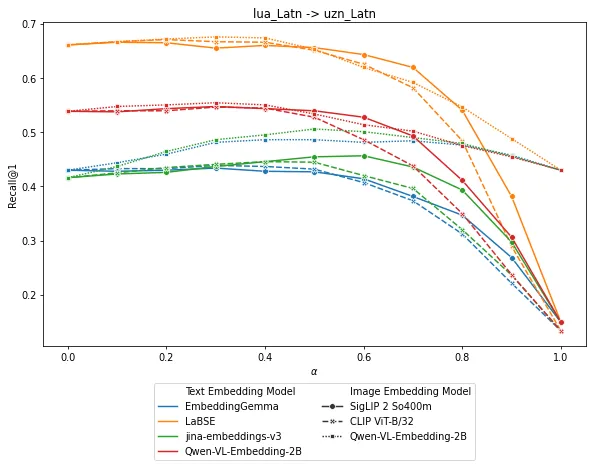 lua_Latn -> uzn_Latn
0.7
0.6
0.5
0.4
0.3
0.2
Recall@1
0.0 0.2 0.4 0.6 0.8 1.0
α
Text Embedding Model Image Embedding Model
EmbeddingGemma SigLIP 2 So400m
LaBSE CLIP ViT-B/32
jina-embeddings-v3 Qwen-VL-Embedding-2B
Qwen-VL-Embedding-2B